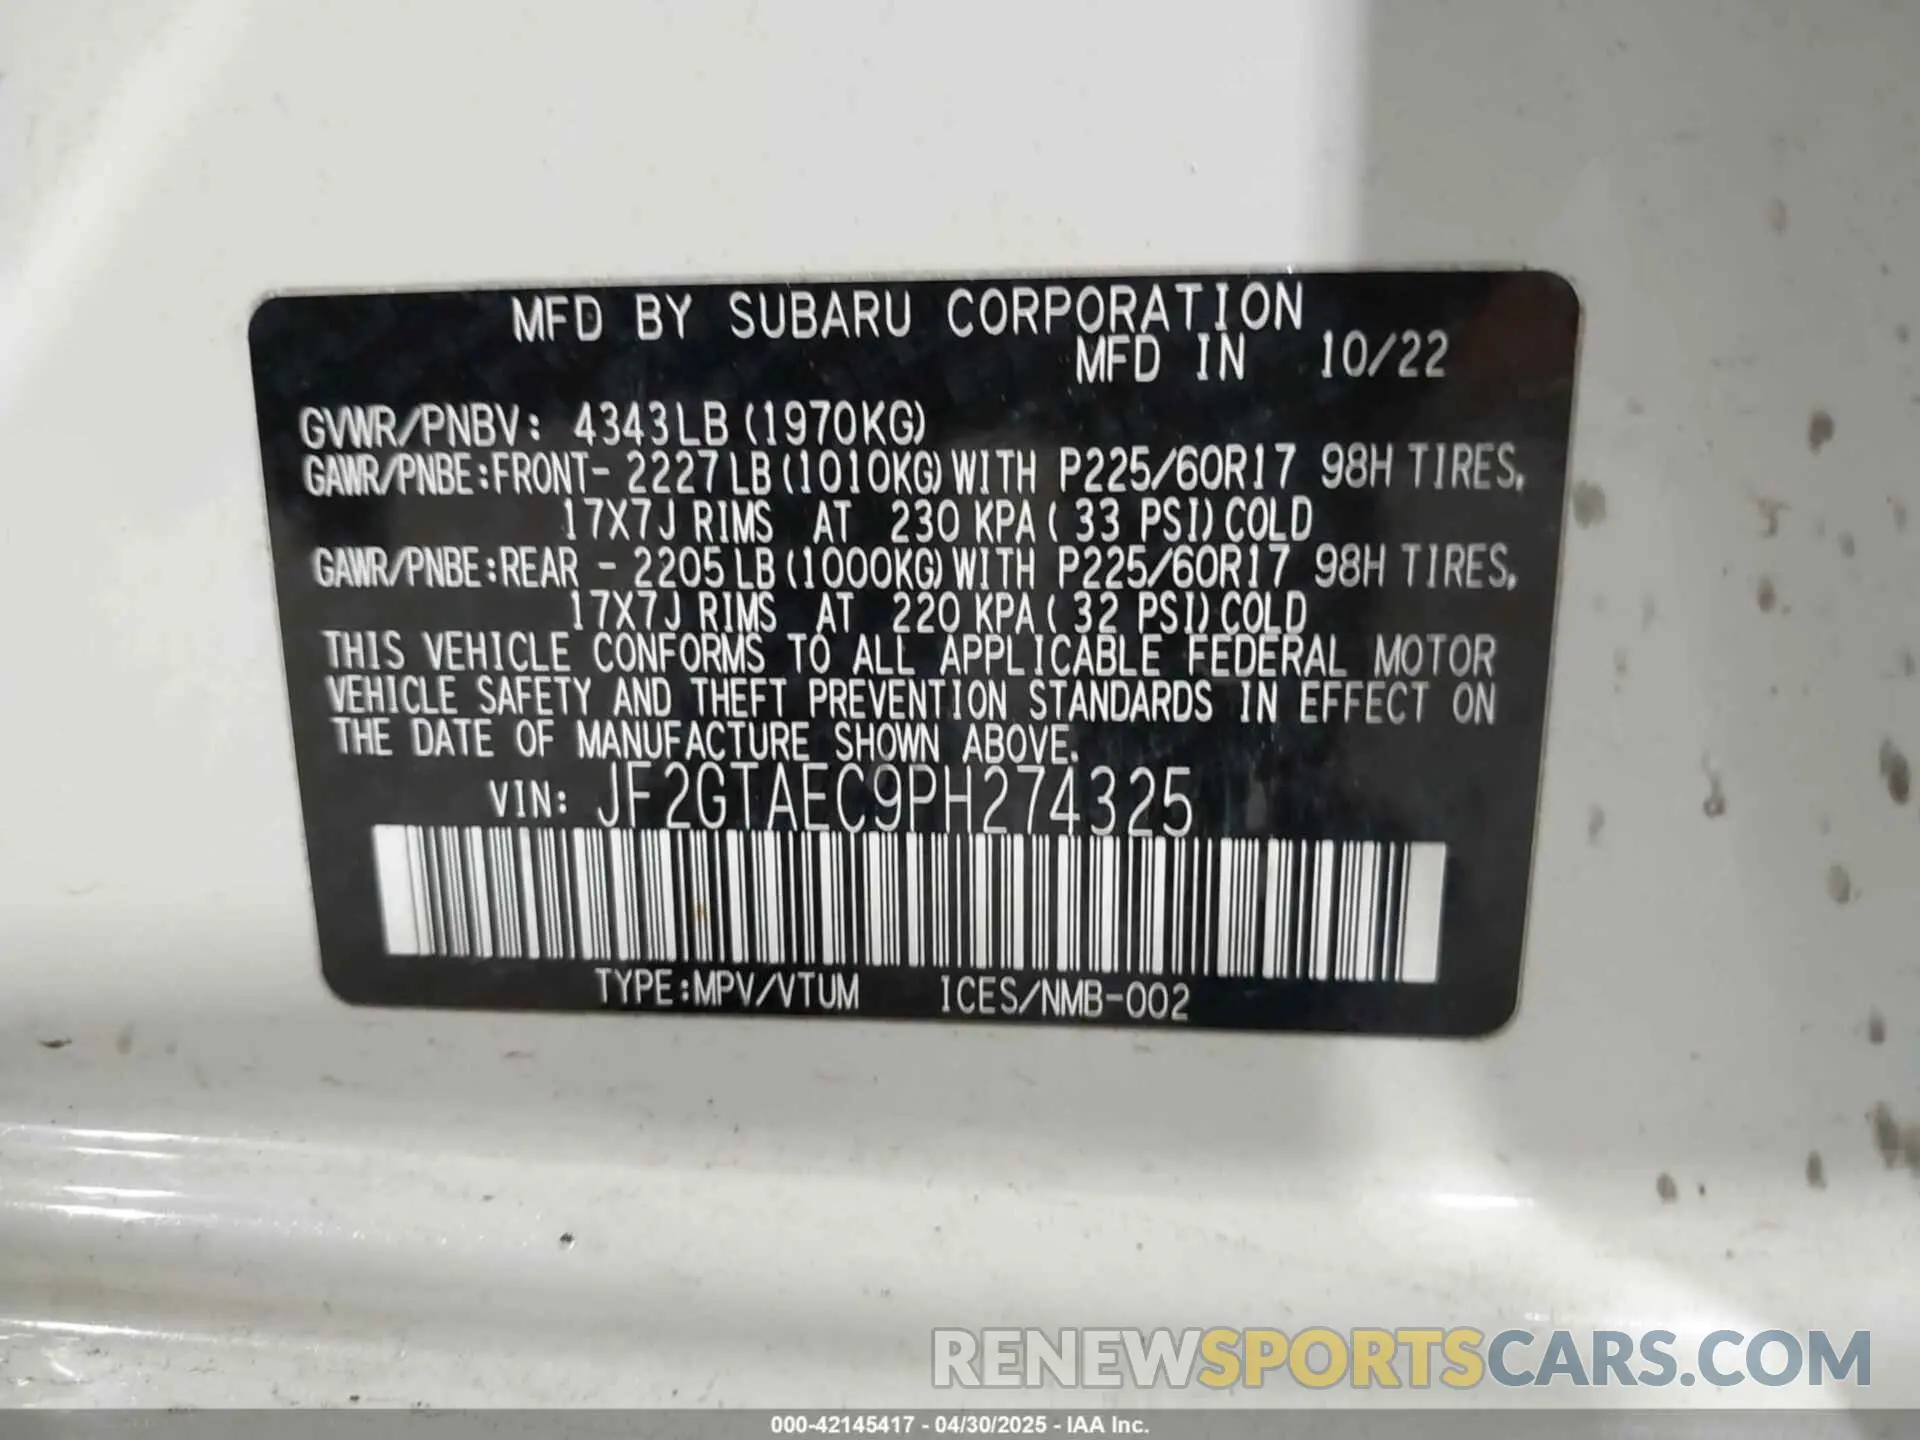 MFD BY SUBARU CORPORATION
MFD IN 10/22
GVWR/PNBV: 4343LB(1970KG)
GAWR/PNBE:FRONT- 2227LB(1010KG)WITH P225/60R17 98H TIRES,
17X7J RIMS AT 230 KPA( 33 PSI)COLD
GAWR/PNBE:REAR - 2205LB(1000KG)WITH P225/60R17 98H TIRES,
17X7J RIMS AT 220 KPA( 32 PSI)COLD
THIS VEHICLE CONFORMS TO ALL APPLICABLE FEDERAL MOTOR
VEHICLE SAFETY AND THEFT PREVENTION STANDARDS IN EFFECT ON
THE DATE OF MANUFACTURE SHOWN ABOVE.
VIN: JF2GTAEC9PH274325
TYPE:MPV/VTUM ICES/NMB-002
RENEWSPORTSCARS.COM
000-42145417 - 04/30/2025 - IAA Inc.